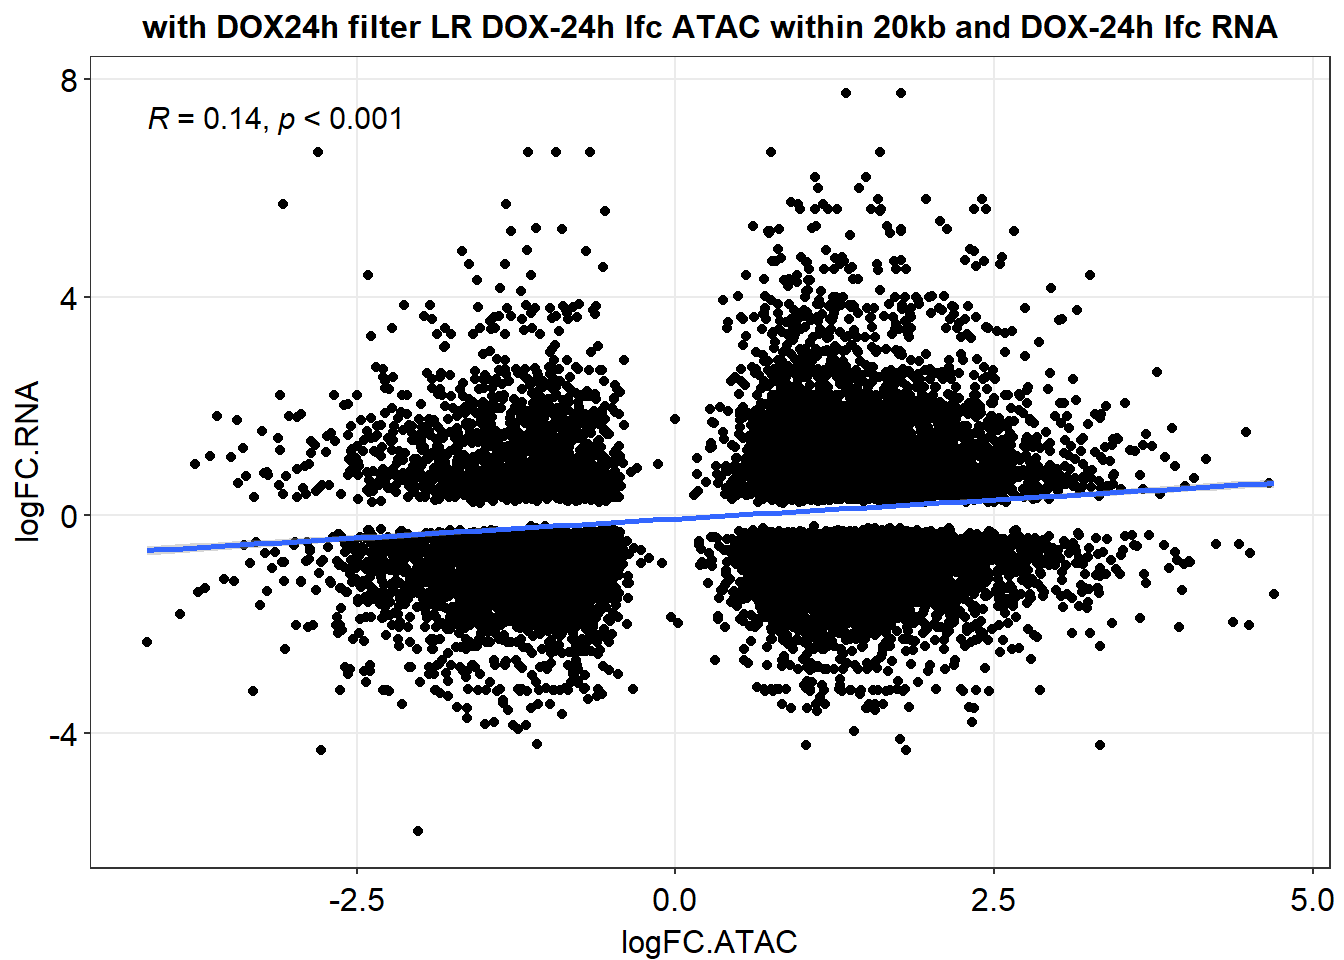 with DOX24h filter LR DOX-24h lfc ATAC within 20kb and DOX-24h lfc RNA
R = 0.14, p < 0.001
8
4
0
-4
logFC.RNA
-2.5 0.0 2.5 5.0
logFC.ATAC